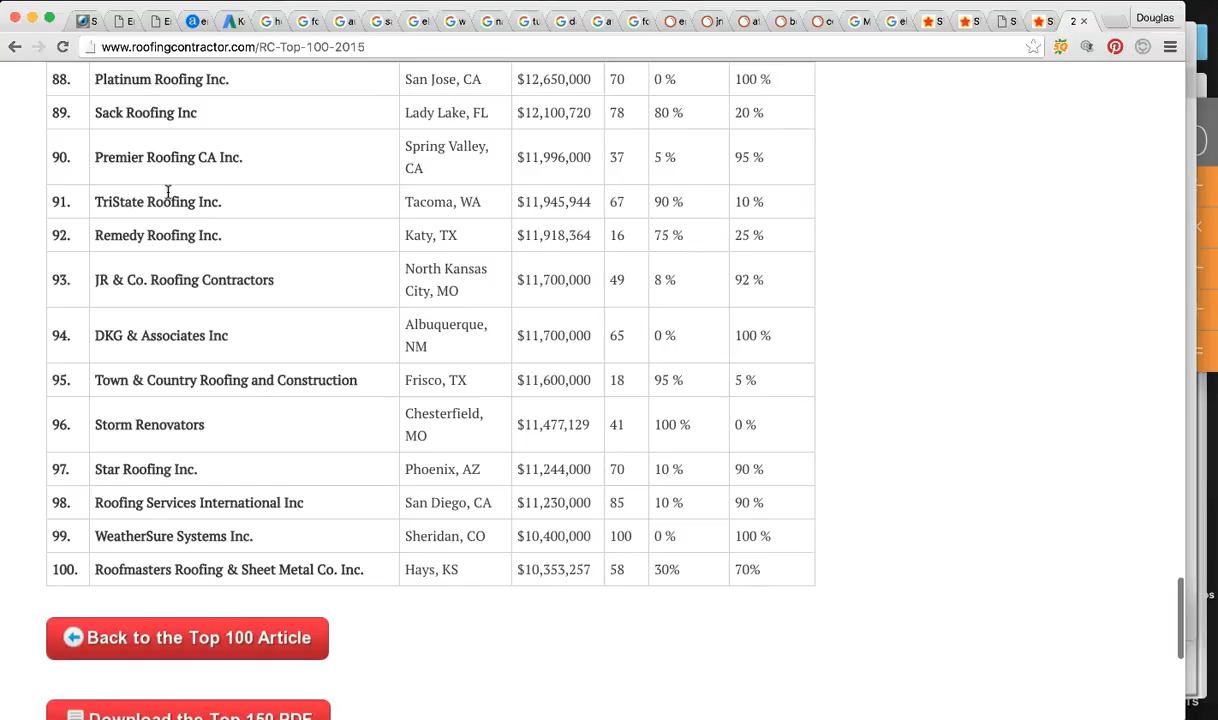 Douglas
www.roofingcontractor.com/RC-Top-100-2015
88. Platinum Roofing Inc. San Jose, CA $12,650,000 70 0 % 100 %
89. Sack Roofing Inc Lady Lake, FL $12,100,720 78 80 % 20 %
90. Premier Roofing CA Inc. Spring Valley, CA $11,996,000 37 5 % 95 %
91. TriState Roofing Inc. Tacoma, WA $11,945,944 67 90 % 10 %
92. Remedy Roofing Inc. Katy, TX $11,918,364 16 75 % 25 %
93. JR & Co. Roofing Contractors North Kansas City, MO $11,700,000 49 8 % 92 %
94. DKG & Associates Inc Albuquerque, NM $11,700,000 65 0 % 100 %
95. Town & Country Roofing and Construction Frisco, TX $11,600,000 18 95 % 5 %
96. Storm Renovators Chesterfield, MO $11,477,129 41 100 % 0 %
97. Star Roofing Inc. Phoenix, AZ $11,244,000 70 10 % 90 %
98. Roofing Services International Inc San Diego, CA $11,230,000 85 10 % 90 %
99. WeatherSure Systems Inc. Sheridan, CO $10,400,000 100 0 % 100 %
100. Roofmasters Roofing & Sheet Metal Co. Inc. Hays, KS $10,353,257 58 30% 70%
Back to the Top 100 Article
Download the Top 150 PDF